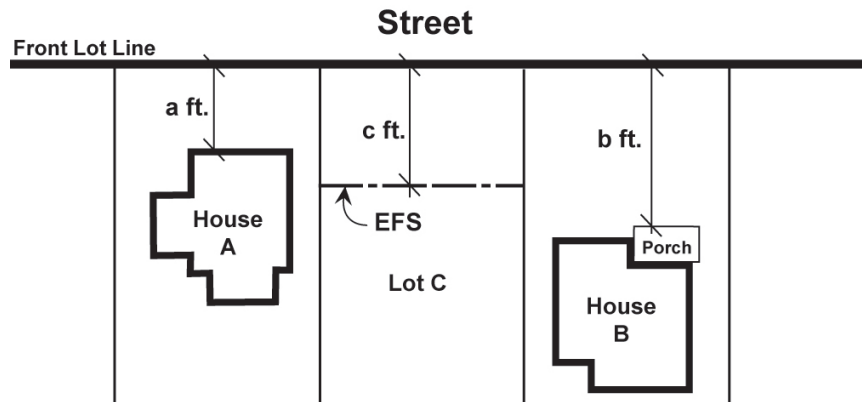 Street
Front Lot Line
a ft.
c ft.
b ft.
EFS
House
A
Porch
Lot C
House
B